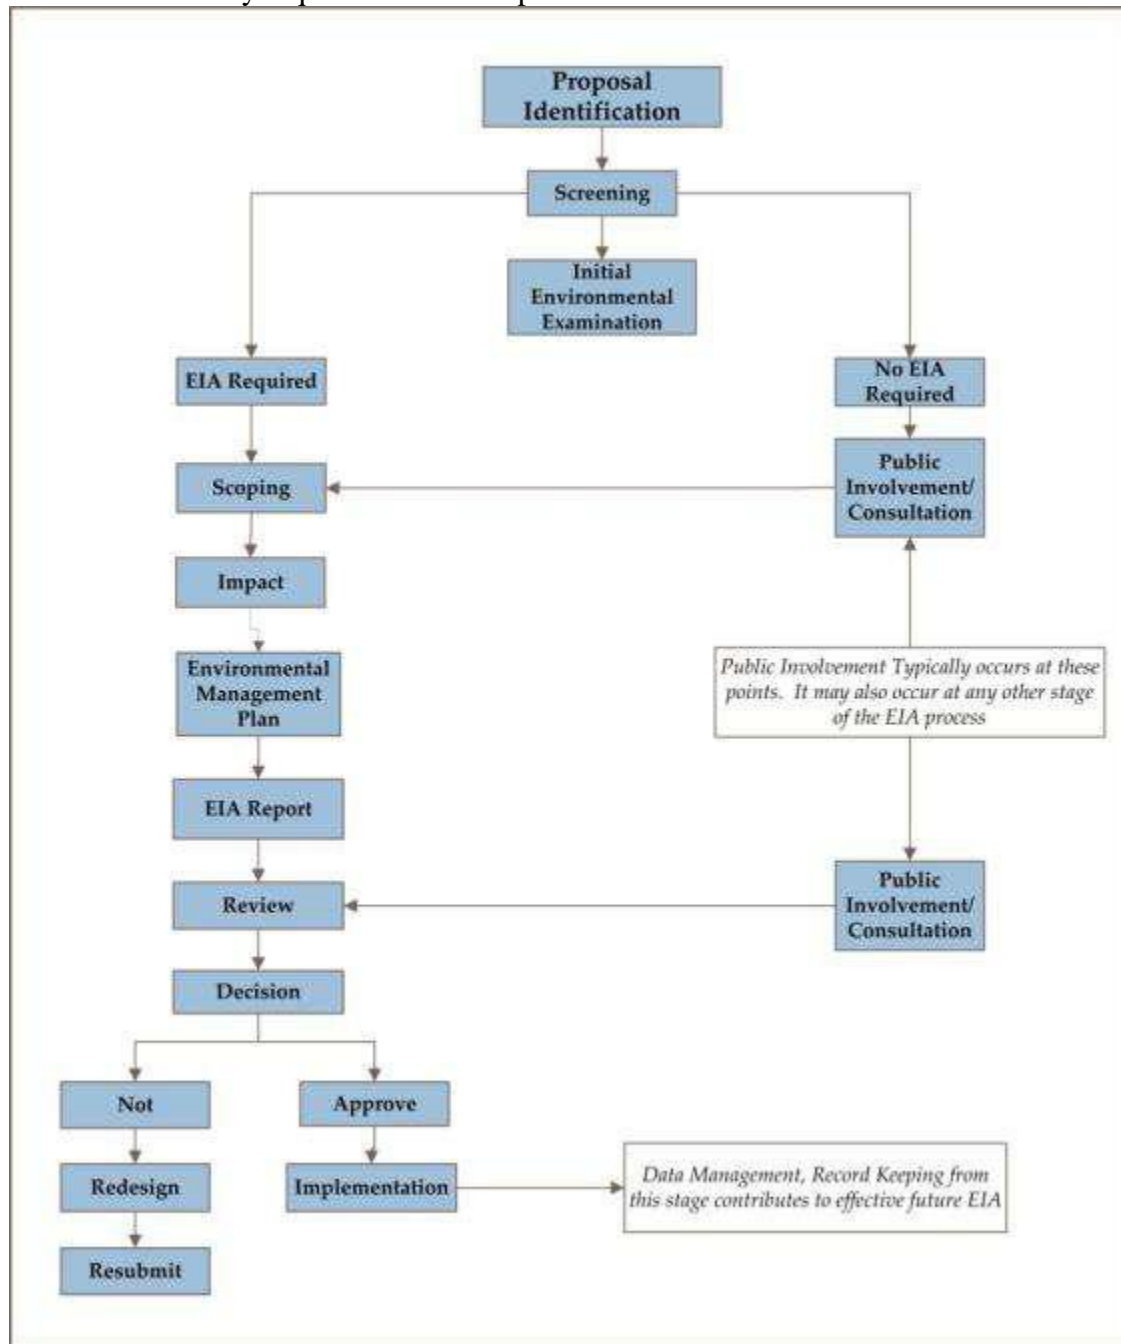 Proposal
Identification
Screening
Initial
Environmental
Examination
EIA Required
No EIA
Required
Scoping
Public
Involvement/
Consultation
Impact
Environmental
Management
Plan
Public Involvement Typically occurs at these
points. It may also occur at any other stage
of the EIA process
EIA Report
Review
Public
Involvement/
Consultation
Decision
Not
Approve
Redesign
Implementation
Data Management, Record Keeping from
this stage contributes to effective future EIA
Resubmit